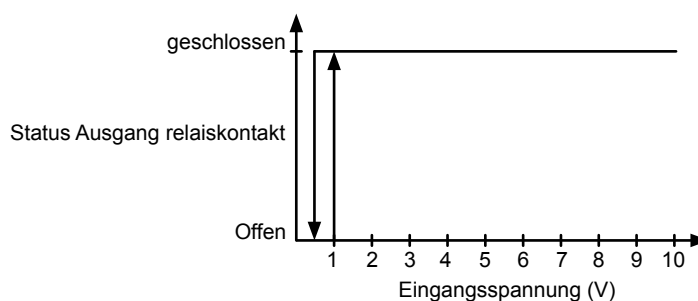 geschlossen
Status Ausgang relaiskontakt
Offen
1 2 3 4 5 6 7 8 9 10
Eingangsspannung (V)